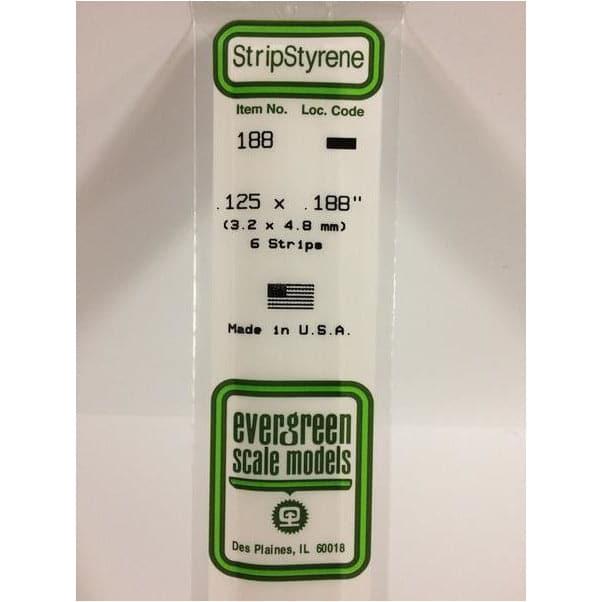 StripStyrene
Item No. Loc. Code
188
.125 x .188"
(3.2 x 4.8 mm)
6 Strips
Made in U.S.A.
evergreen
scale models
Des Plaines, IL 60018